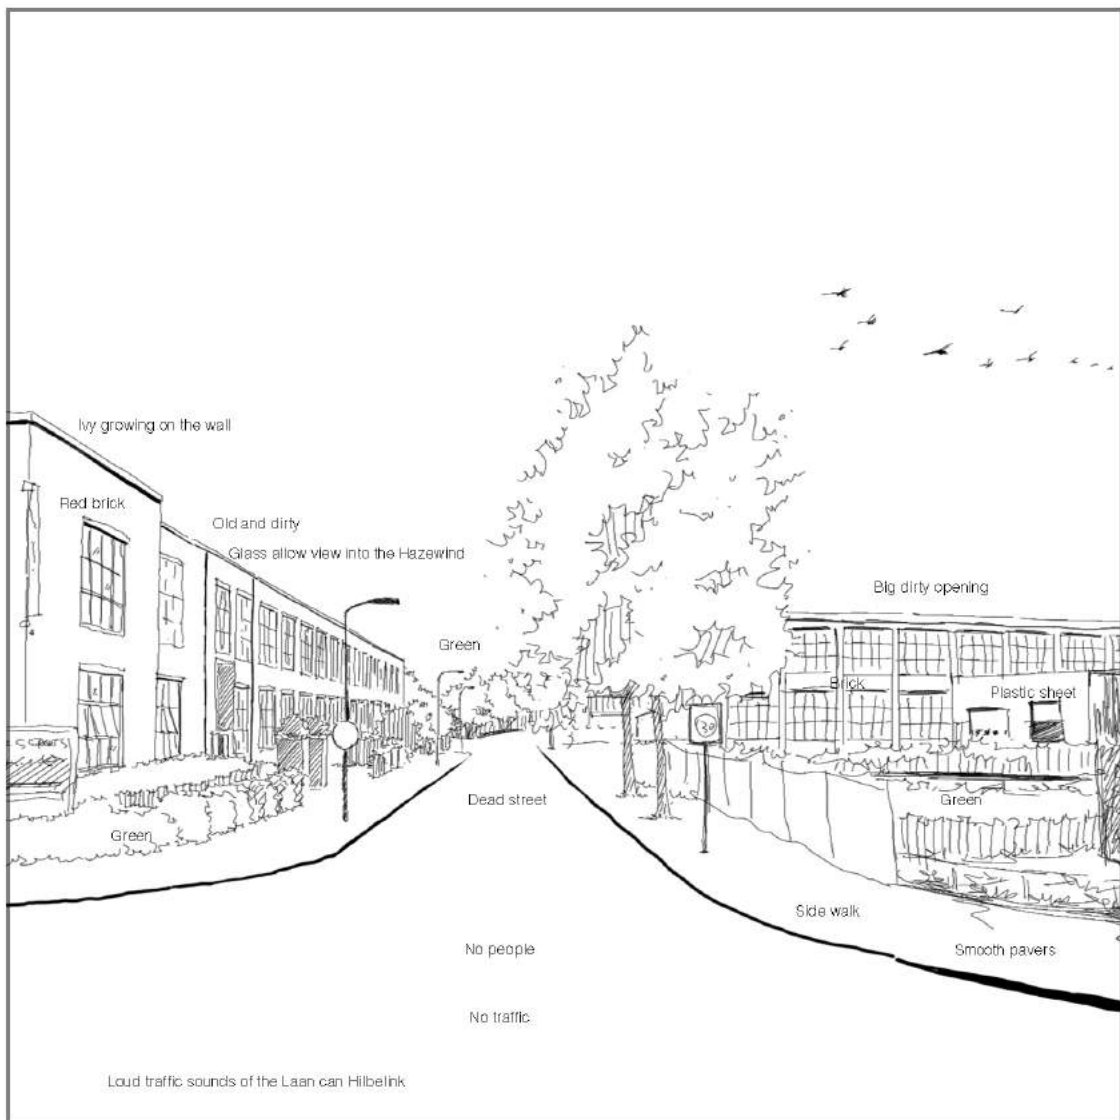 Ivy growing on the wall
Red brick
Old and dirty
Glass allow view into the Hazewind
Big dirty opening
Green
Brick
Plastic sheet
30
Dead street
Green
Green
Side walk
No people
Smooth pavers
No traffic
Loud traffic sounds of the Laan can Hilbelink